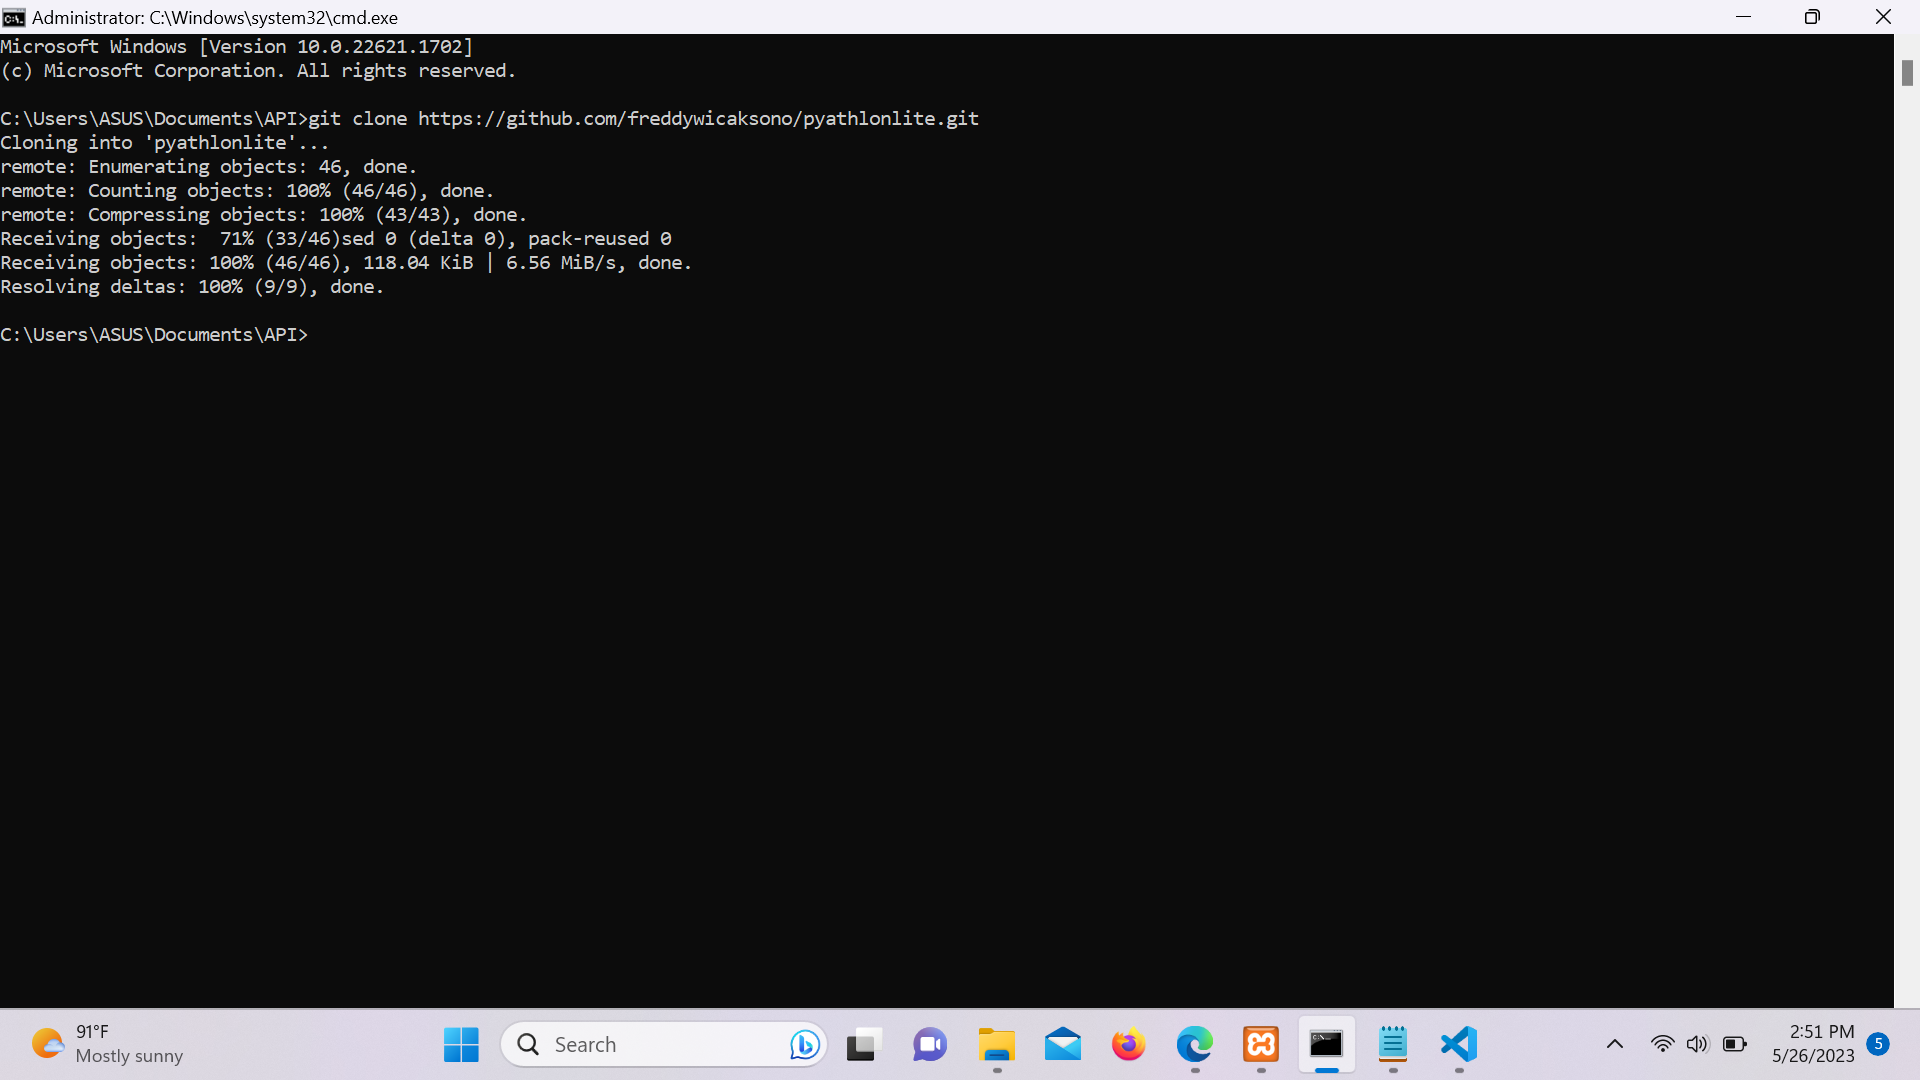 Administrator: C:\Windows\system32\cmd.exe
Microsoft Windows [Version 10.0.22621.1702]
(c) Microsoft Corporation. All rights reserved.
C:\Users\ASUS\Documents\API>git clone https://github.com/freddywicaksono/pyathlonlite.git
Cloning into 'pyathlonlite'...
remote: Enumerating objects: 46, done.
remote: Counting objects: 100% (46/46), done.
remote: Compressing objects: 100% (43/43), done.
Receiving objects:  71% (33/46)sed 0 (delta 0), pack-reused 0
Receiving objects: 100% (46/46), 118.04 KiB | 6.56 MiB/s, done.
Resolving deltas: 100% (9/9), done.
C:\Users\ASUS\Documents\API>
91°F
Mostly sunny
Search
2:51 PM
5/26/2023
5